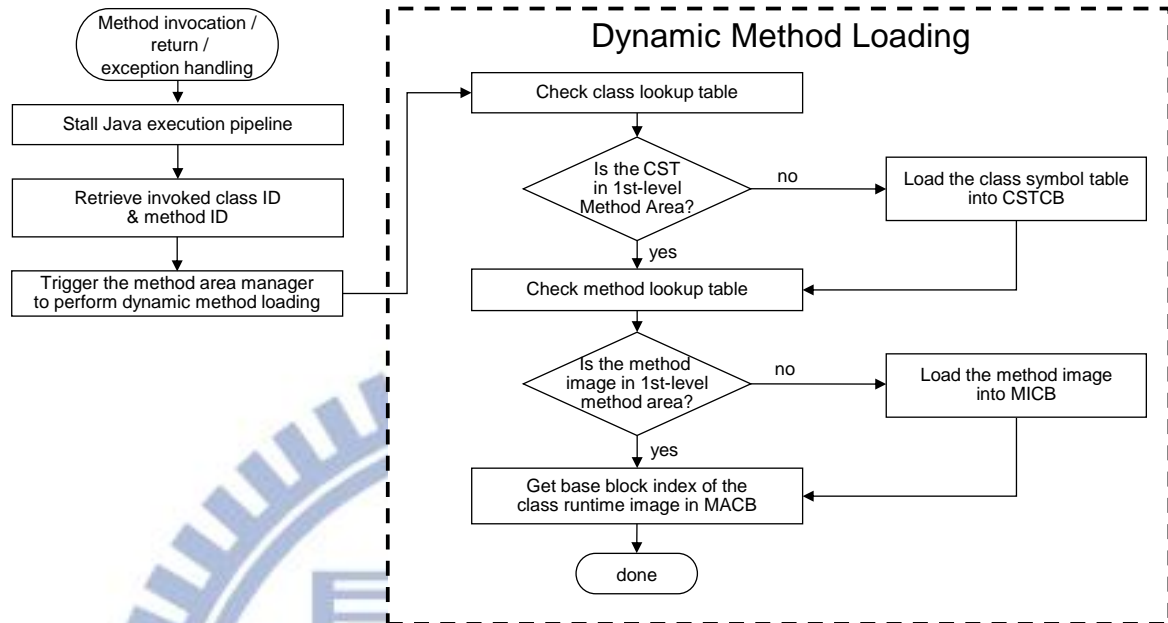 Method invocation /
return /
exception handling
Stall Java execution pipeline
Retrieve invoked class ID
& method ID
Trigger the method area manager
to perform dynamic method loading
Dynamic Method Loading
Check class lookup table
Is the CST
in 1st-level
Method Area?
no
Load the class symbol table
into CSTCB
yes
Check method lookup table
Is the method
image in 1st-level
method area?
no
Load the method image
into MICB
yes
Get base block index of the
class runtime image in MACB
done